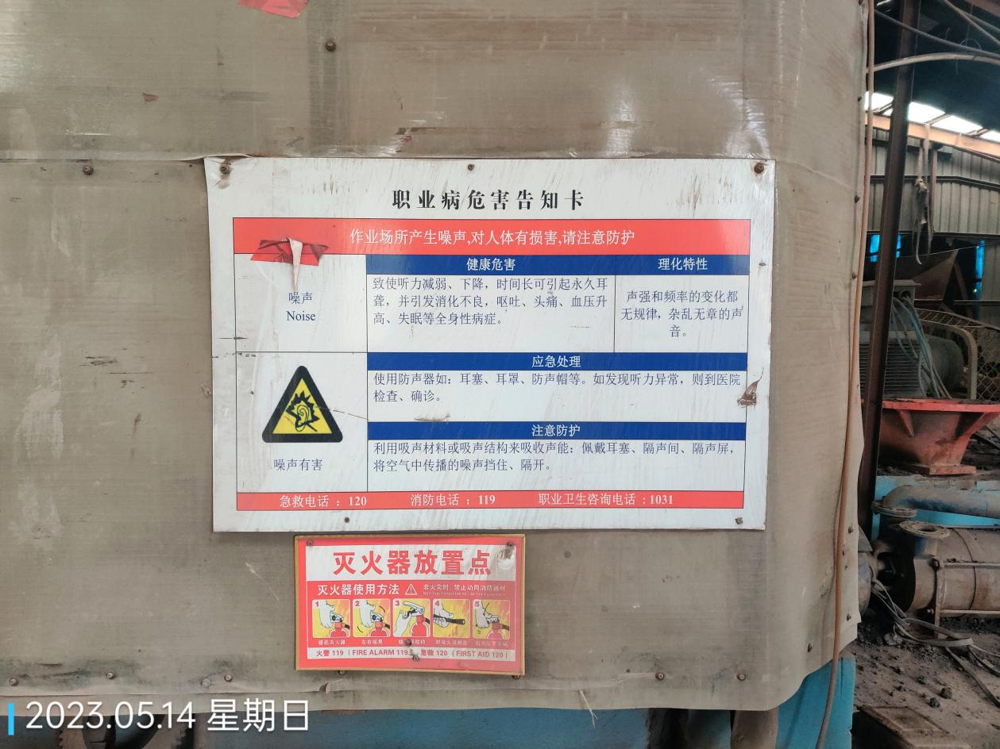 职业病危害告知卡
作业场所产生噪声,对人体有损害,请注意防护
健康危害
理化特性
噪声
Noise
致使听力减弱、下降，时间长可引起永久耳
聋，并引发消化不良，呕吐、头痛、血压升
高、失眠等全身性病症。
声强和频率的变化都
无规律，杂乱无章的声
音。
应急处理
使用防声器如：耳塞、耳罩、防声帽等。如发现听力异常，则到医院
检查、确诊。
注意防护
利用吸声材料或吸声结构来吸收声能：佩戴耳塞、隔声间、隔声屏，
将空气中传播的噪声挡住、隔开。
噪声有害
急救电话：120 消防电话：119 职业卫生咨询电话:1031
灭火器放置点
灭火器使用方法 非火灾时，禁止动用消防器材
1 2 3 4 5
提起灭火器 左右摇晃
火警 119 ( FIRE ALARM 119 ) 急救 120 ( FIRST AID 120 )
2023.05.14 星期日